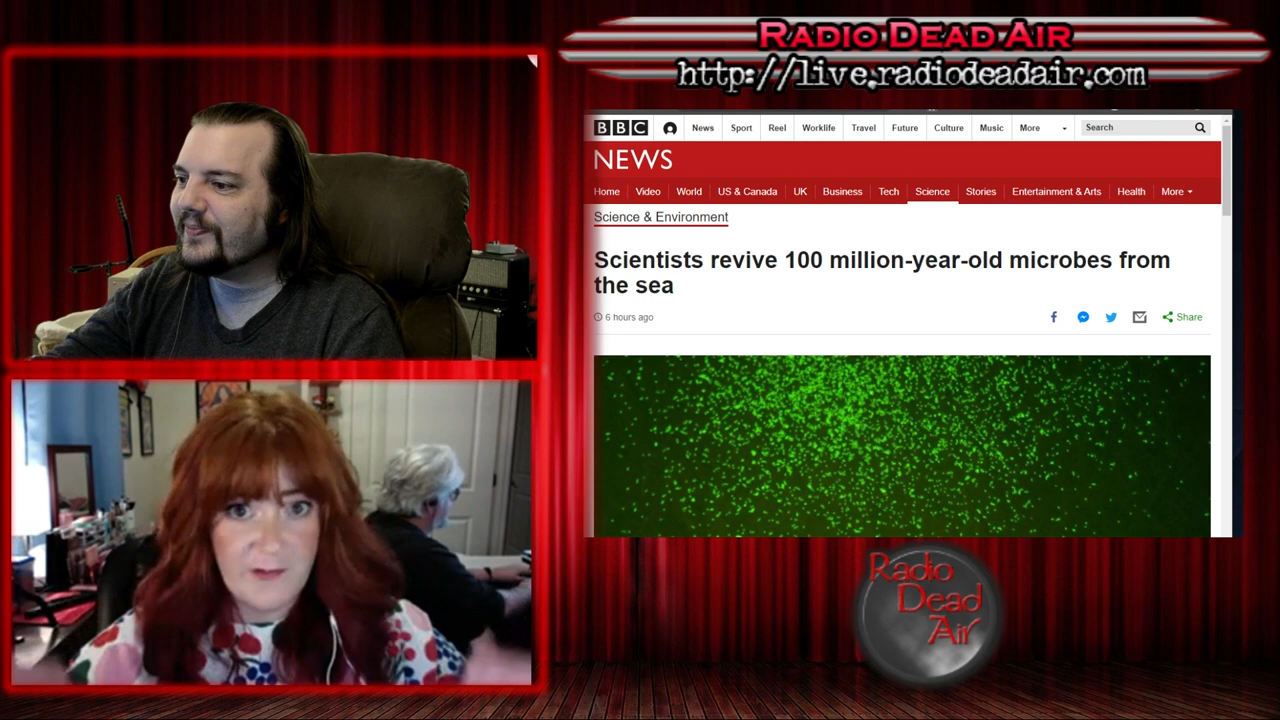 RADIO DEAD AIR
http://live.radiodeadair.com
BBC News Sport Reel Worklife Travel Future Culture Music More Search
NEWS
Home Video World US & Canada UK Business Tech Science Stories Entertainment & Arts Health More
Science & Environment
Scientists revive 100 million-year-old microbes from
the sea
6 hours ago
f Share
Radio
Dead
Air